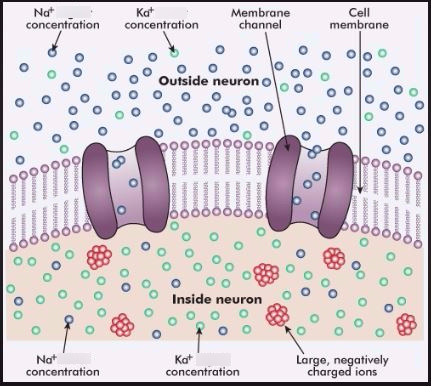 Na+
concentration
Ka+
concentration
Membrane
channel
Cell
membrane
Outside neuron
Inside neuron
Na+
concentration
Ka+
concentration
Large, negatively
charged ions